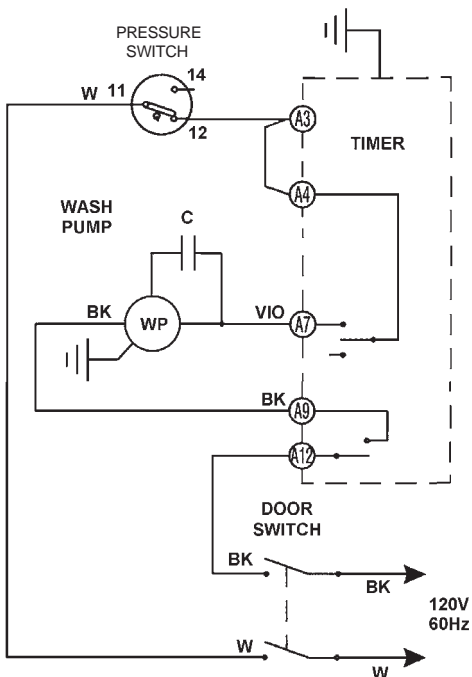 PRESSURE
SWITCH
14
W 11
12
A3
TIMER
A4
WASH
PUMP
C
BK
WP
VIO
A7
BK
A9
A12
DOOR
SWITCH
BK
BK
120V
60Hz
W
W